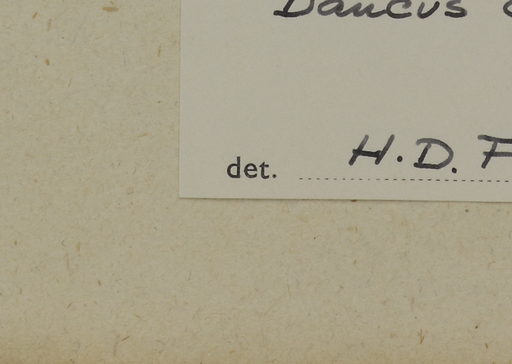 Daucus
det. H. D. F